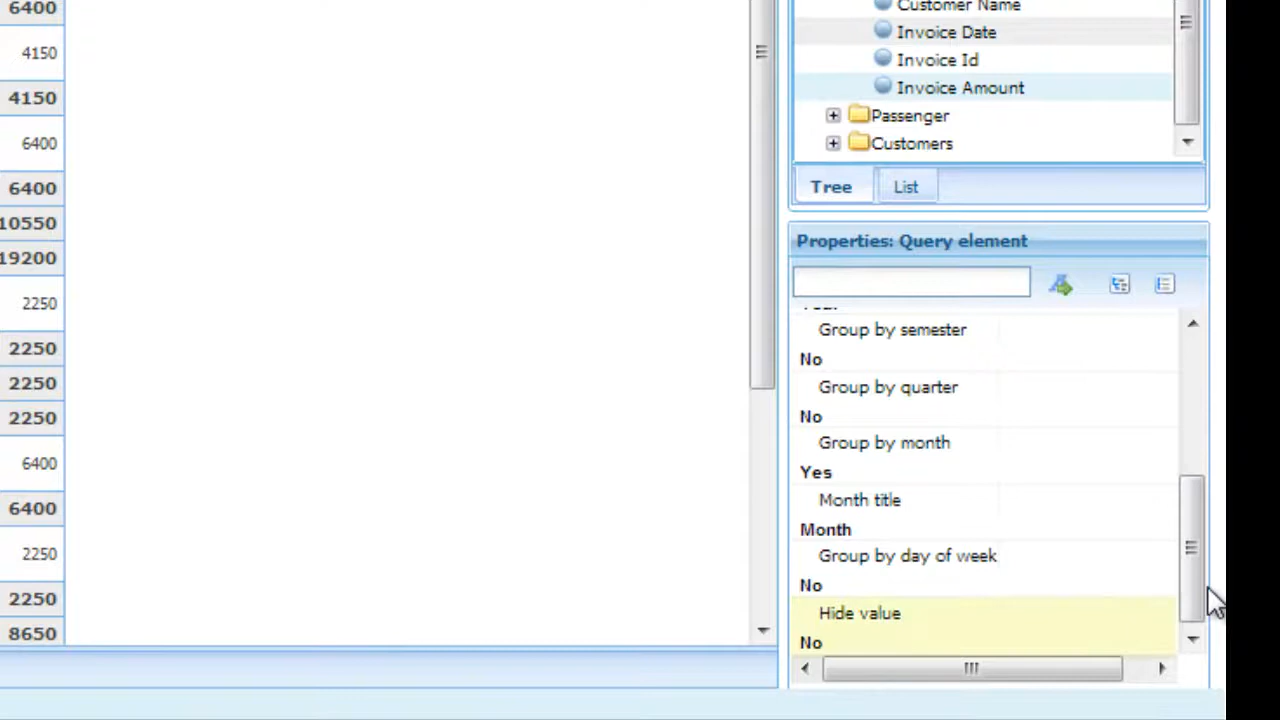 6400
4150
4150
6400
6400
10550
19200
2250
2250
2250
2250
6400
6400
2250
2250
8650
Customer Name
Invoice Date
Invoice Id
Invoice Amount
Passenger
Customers
Tree List
Properties: Query element
Group by semester
No
Group by quarter
No
Group by month
Yes
Month title
Month
Group by day of week
No
Hide value
No